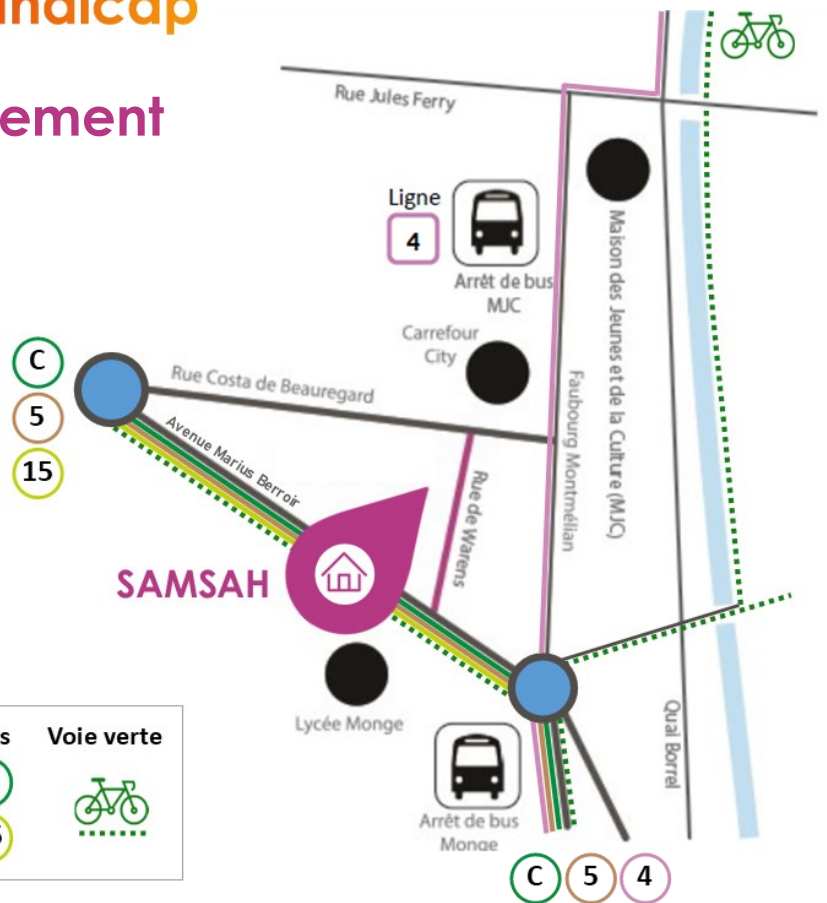 ndicap
ement
Rue Jules Ferry
Ligne
4
Arrêt de bus
MJC
Maison des Jeunes et de la Culture (MJC)
Carrefour
City
C
5
15
Rue Costa de Beauregard
Avenue Marius Berroir
Faubourg Montmélian
Rue de Warens
SAMSAH
Lycée Monge
Quai Borrel
s
Voie verte
Arrêt de bus
Monge
C
5
4